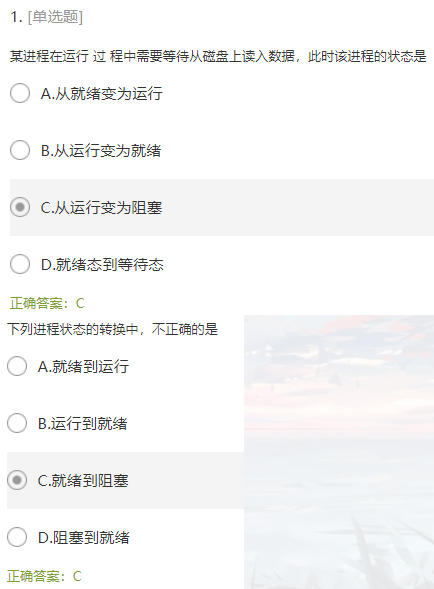 1. [单选题]
某进程在运行 过 程中需要等待从磁盘上读入数据，此时该进程的状态是
A.从就绪变为运行
B.从运行变为就绪
C.从运行变为阻塞
D.就绪态到等待态
正确答案：C
下列进程状态的转换中，不正确的是
A.就绪到运行
B.运行到就绪
C.就绪到阻塞
D.阻塞到就绪
正确答案：C